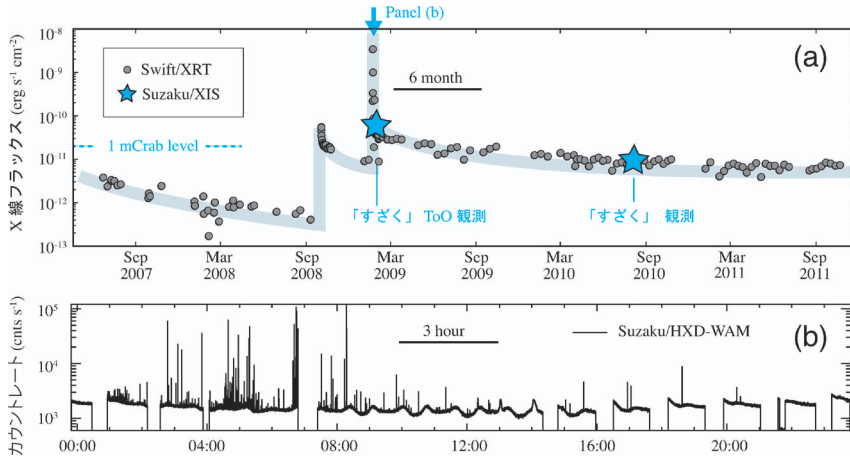 Panel (b)
(a)
X 線フラックス (erg s-1 cm-2)
10-8
10-9
10-10
10-11
10-12
10-13
Swift/XRT
Suzaku/XIS
6 month
1 mCrab level
「すざく」 ToO 観測
「すざく」 観測
Sep 2007
Mar 2008
Sep 2008
Mar 2009
Sep 2009
Mar 2010
Sep 2010
Mar 2011
Sep 2011
(b)
カウントレート (cnts s-1)
105
104
103
3 hour
Suzaku/HXD-WAM
00:00 04:00 08:00 12:00 16:00 20:00